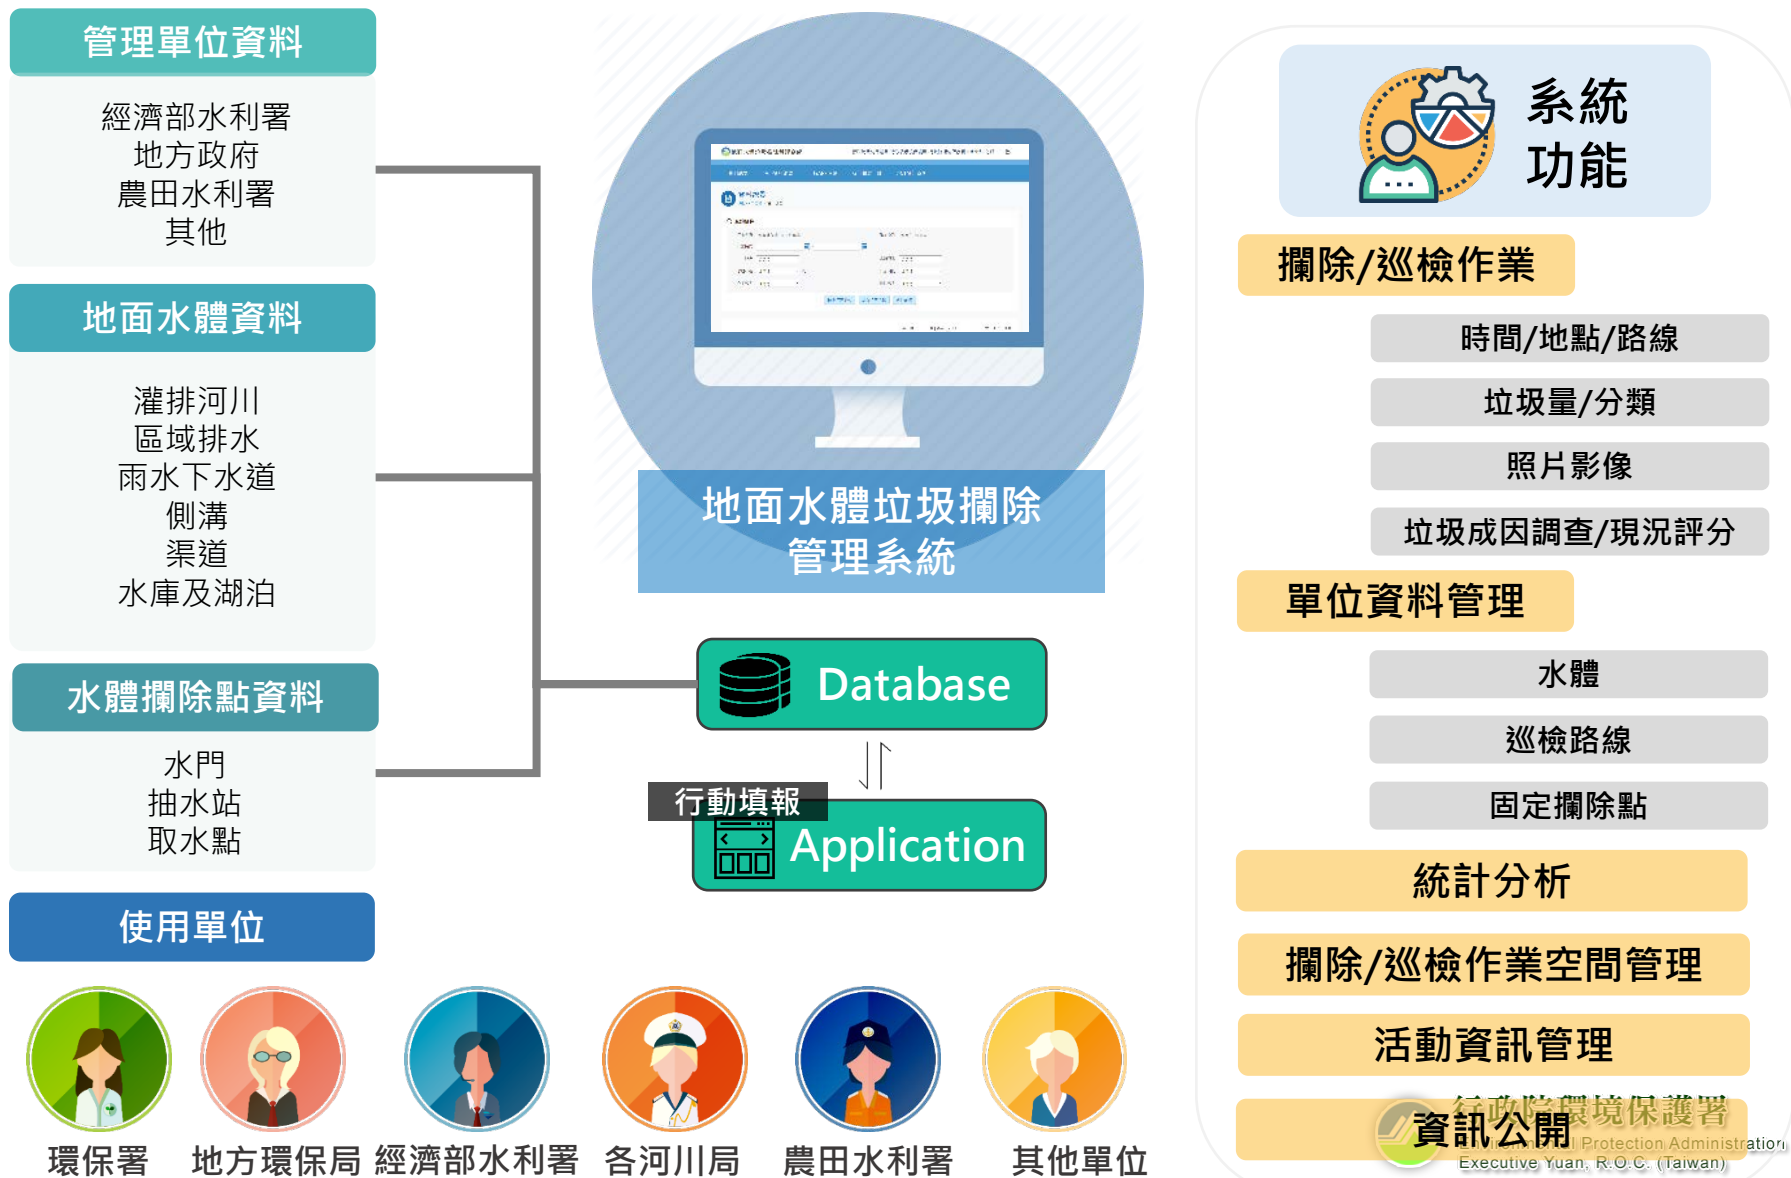 管理單位資料
經濟部水利署
地方政府
農田水利署
其他
地面水體資料
灌排河川
區域排水
雨水下水道
側溝
渠道
水庫及湖泊
水體攔除點資料
水門
抽水站
取水點
使用單位
環保署
地方環保局
經濟部水利署
各河川局
農田水利署
其他單位
地面水體垃圾攔除
管理系統
Database
行動填報
Application
系統
功能
攔除/巡檢作業
時間/地點/路線
垃圾量/分類
照片影像
垃圾成因調查/現況評分
單位資料管理
水體
巡檢路線
固定攔除點
統計分析
攔除/巡檢作業空間管理
活動資訊管理
資訊公開
行政院環境保護署
Environmental Protection Administration
Executive Yuan, R.O.C. (Taiwan)